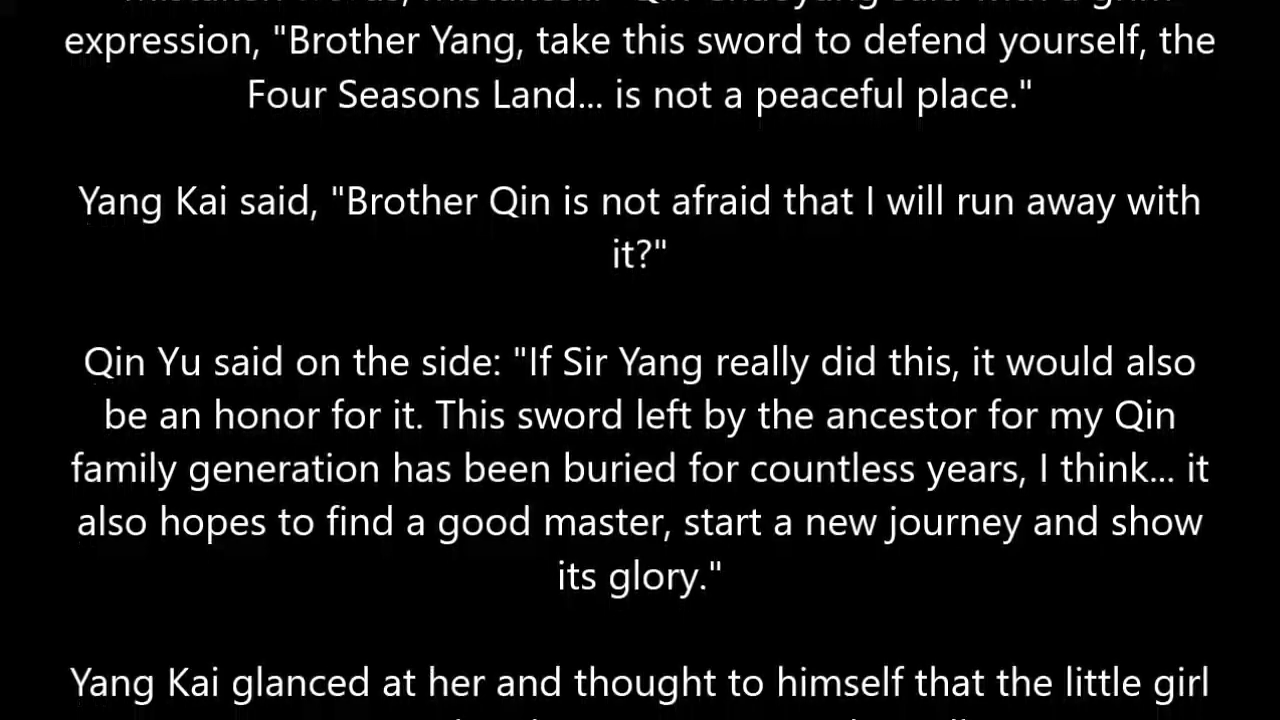 expression, "Brother Yang, take this sword to defend yourself, the
Four Seasons Land... is not a peaceful place."
Yang Kai said, "Brother Qin is not afraid that I will run away with
it?"
Qin Yu said on the side: "If Sir Yang really did this, it would also
be an honor for it. This sword left by the ancestor for my Qin
family generation has been buried for countless years, I think... it
also hopes to find a good master, start a new journey and show
its glory."
Yang Kai glanced at her and thought to himself that the little girl